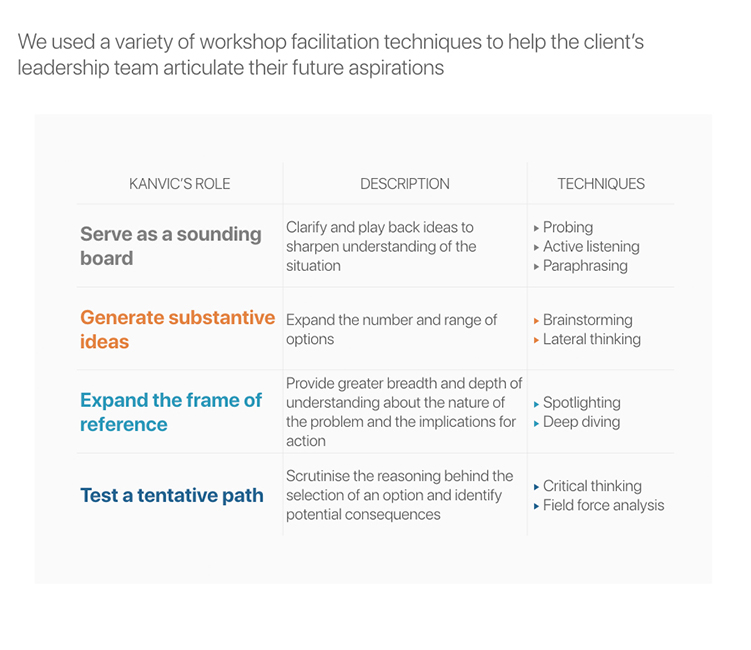 We used a variety of workshop facilitation techniques to help the client's
leadership team articulate their future aspirations
KANVIC'S ROLE
DESCRIPTION
TECHNIQUES
Serve as a sounding
board
Clarify and play back ideas to
sharpen understanding of the
situation
Probing
Active listening
Paraphrasing
Generate substantive
ideas
Expand the number and range of
options
Brainstorming
Lateral thinking
Expand the frame of
reference
Provide greater breadth and depth of
understanding about the nature of
the problem and the implications for
action
Spotlighting
Deep diving
Test a tentative path
Scrutinise the reasoning behind the
selection of an option and identify
potential consequences
Critical thinking
Field force analysis